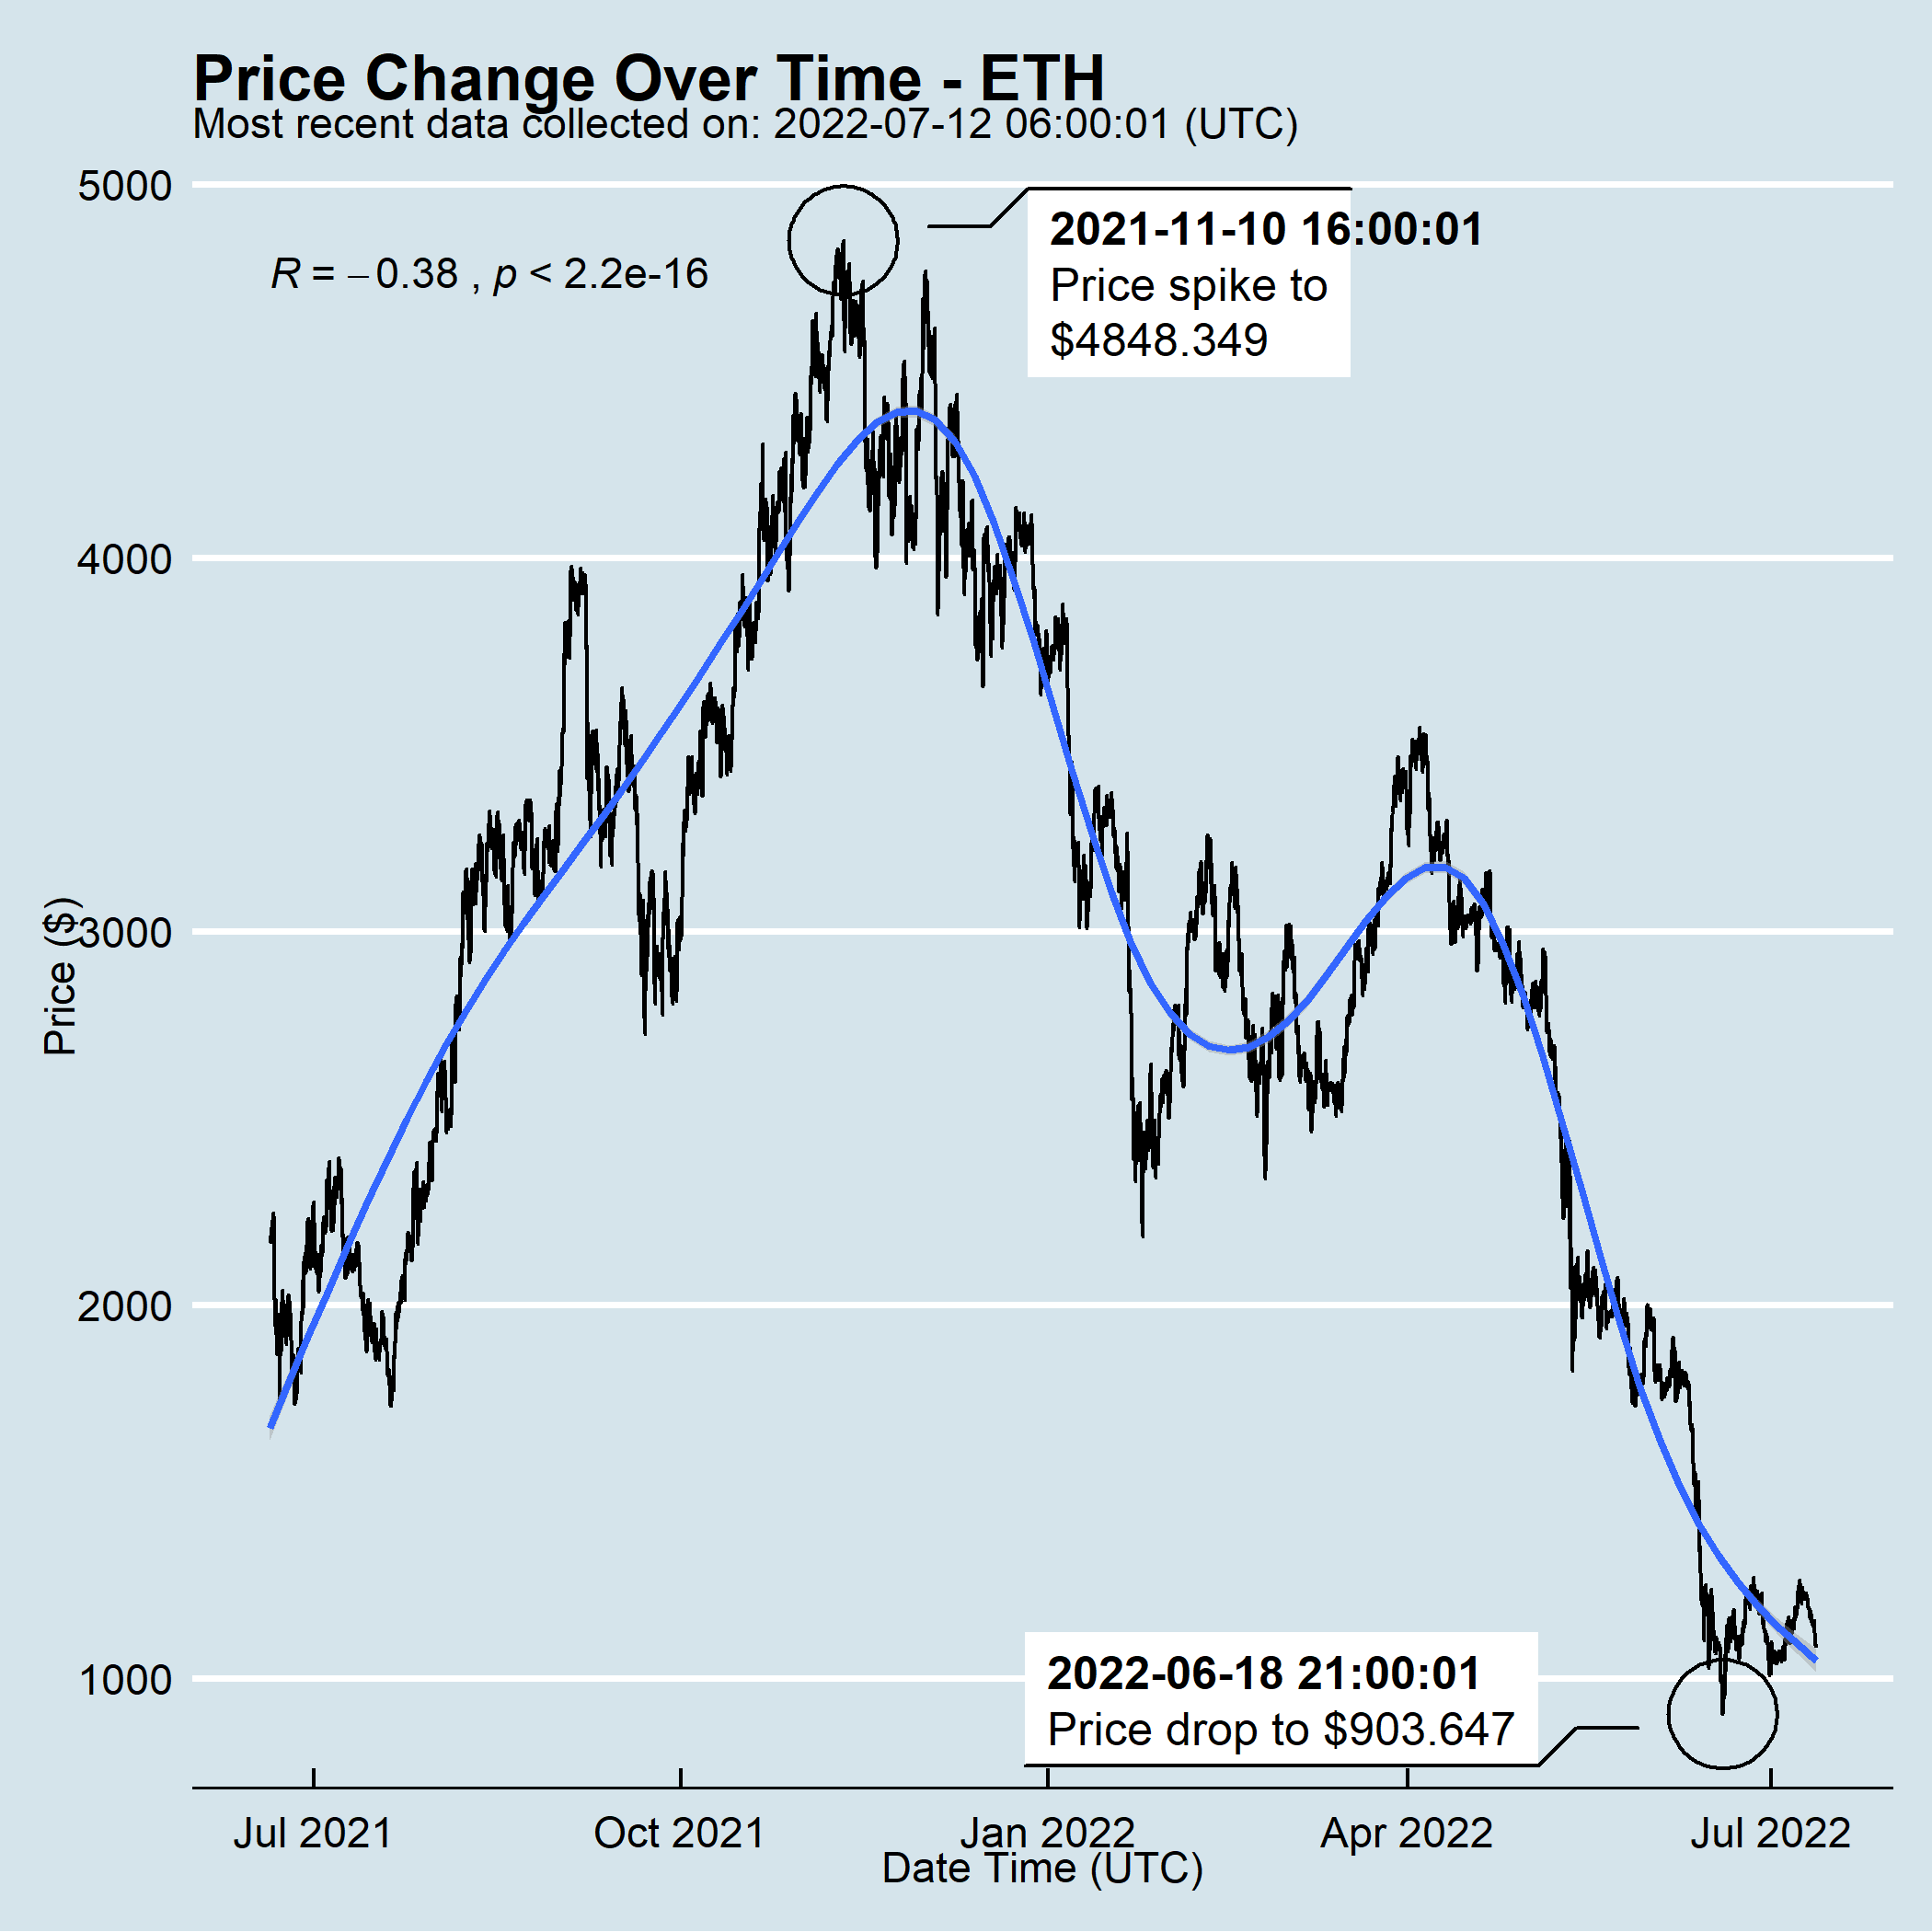 Price Change Over Time - ETH
Most recent data collected on: 2022-07-12 06:00:01 (UTC)
5000
4000
3000
2000
1000
Price ($)
R = −0.38 , p < 2.2e-16
2021-11-10 16:00:01
Price spike to
$4848.349
2022-06-18 21:00:01
Price drop to $903.647
Jul 2021
Oct 2021
Jan 2022
Apr 2022
Jul 2022
Date Time (UTC)